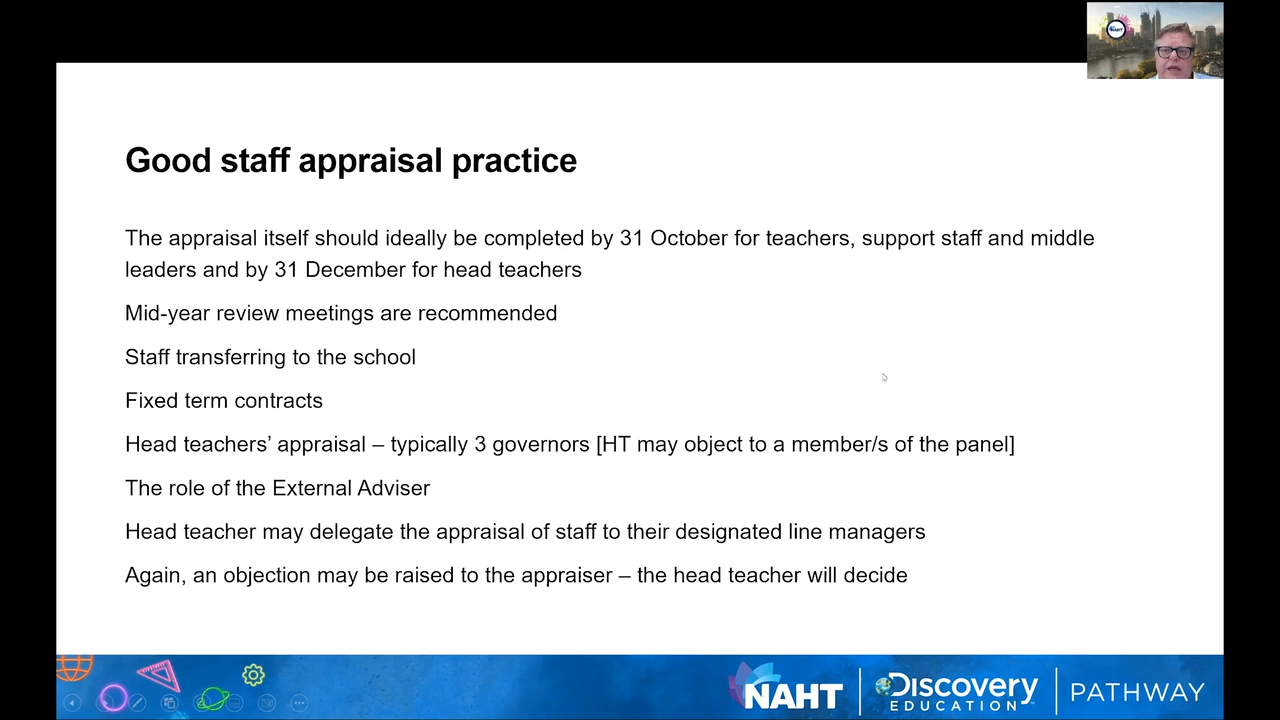 NAHT
Good staff appraisal practice
The appraisal itself should ideally be completed by 31 October for teachers, support staff and middle
leaders and by 31 December for head teachers
Mid-year review meetings are recommended
Staff transferring to the school
Fixed term contracts
Head teachers’ appraisal – typically 3 governors [HT may object to a member/s of the panel]
The role of the External Adviser
Head teacher may delegate the appraisal of staff to their designated line managers
Again, an objection may be raised to the appraiser – the head teacher will decide
NAHT
Discovery
EDUCATION
PATHWAY